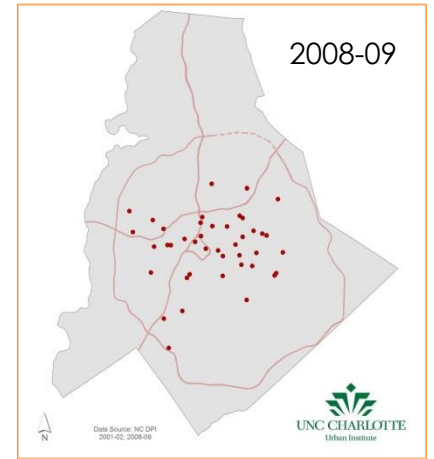 2008-09
N
Data Source: NC DPI
2001-02, 2008-09
UNC CHARLOTTE
Urban Institute